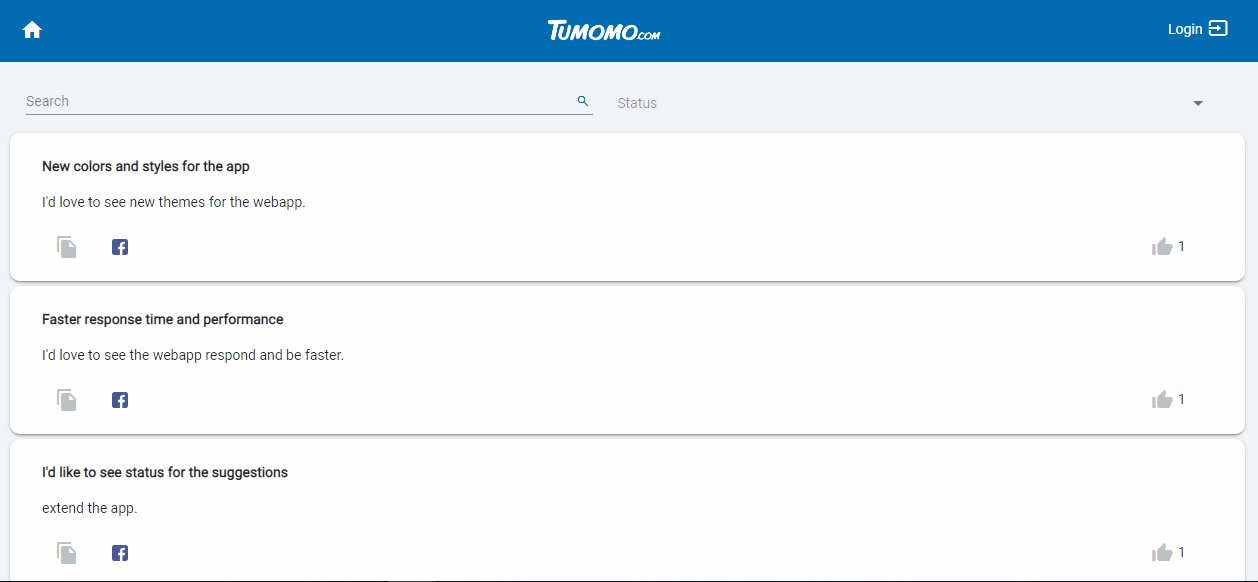 TUMOMO.COM
Login
Search
Status
New colors and styles for the app
I'd love to see new themes for the webapp.
1
Faster response time and performance
I'd love to see the webapp respond and be faster.
1
I'd like to see status for the suggestions
extend the app.
1